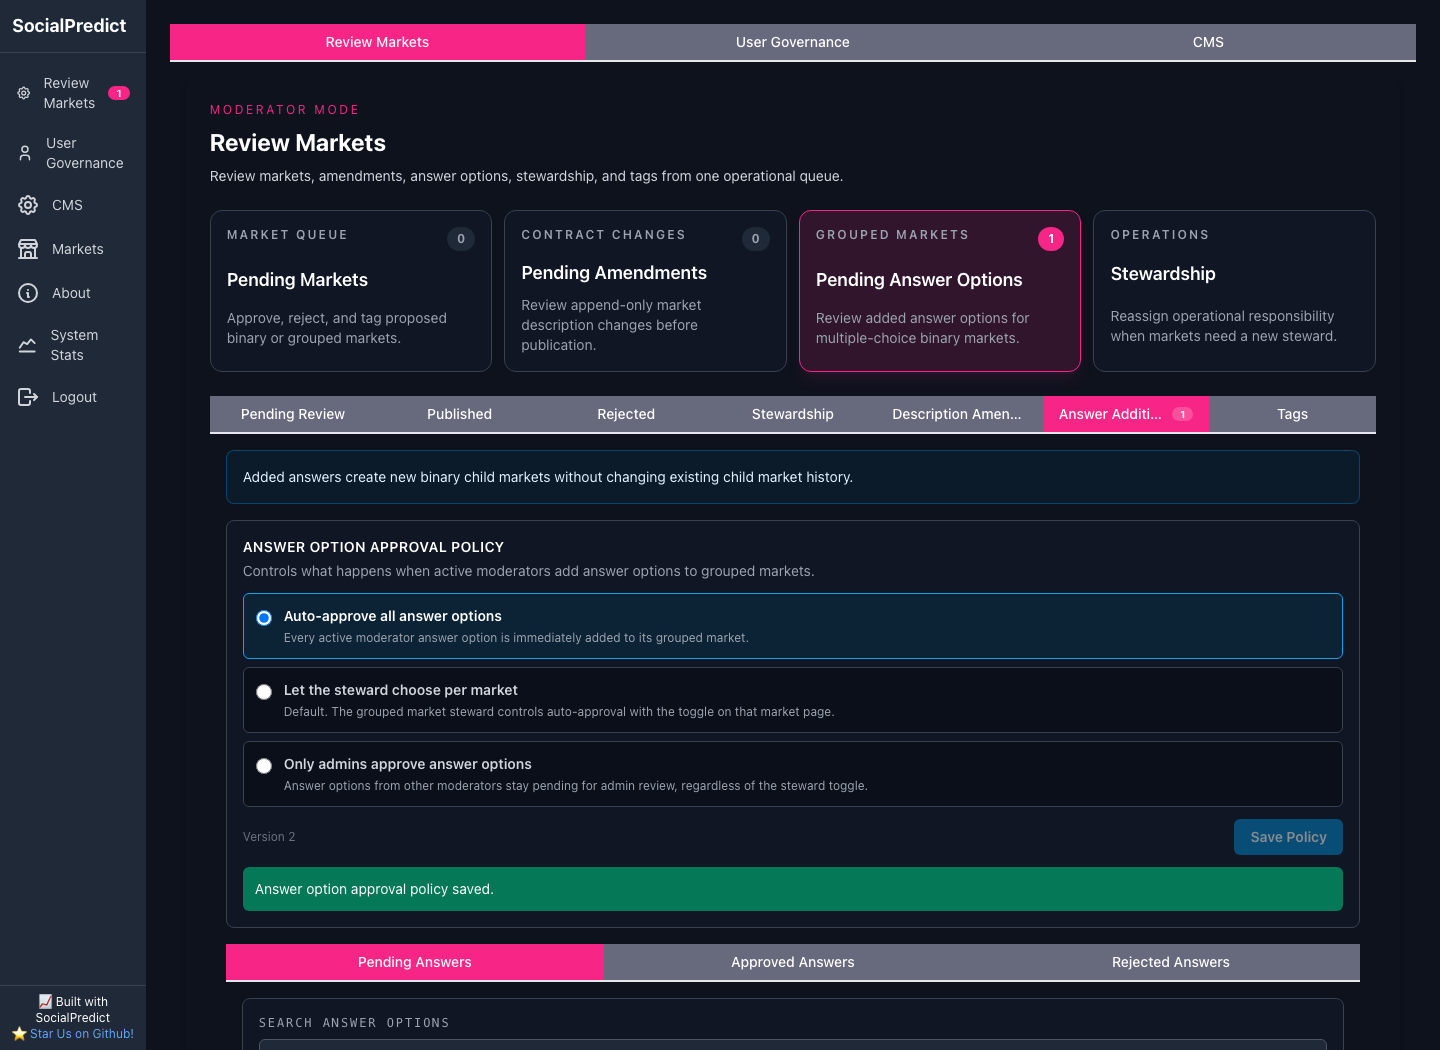 SocialPredict
Review Markets
1
User Governance
CMS
Markets
About
System Stats
Logout
📈 Built with SocialPredict
⭐ Star Us on Github!
Review Markets
User Governance
CMS
MODERATOR MODE
Review Markets
Review markets, amendments, answer options, stewardship, and tags from one operational queue.
MARKET QUEUE
0
Pending Markets
Approve, reject, and tag proposed
binary or grouped markets.
CONTRACT CHANGES
0
Pending Amendments
Review append-only market
description changes before
publication.
GROUPED MARKETS
1
Pending Answer Options
Review added answer options for
multiple-choice binary markets.
OPERATIONS
Stewardship
Reassign operational responsibility
when markets need a new steward.
Pending Review
Published
Rejected
Stewardship
Description Amen...
Answer Additi...
1
Tags
Added answers create new binary child markets without changing existing child market history.
ANSWER OPTION APPROVAL POLICY
Controls what happens when active moderators add answer options to grouped markets.
Auto-approve all answer options
Every active moderator answer option is immediately added to its grouped market.
Let the steward choose per market
Default. The grouped market steward controls auto-approval with the toggle on that market page.
Only admins approve answer options
Answer options from other moderators stay pending for admin review, regardless of the steward toggle.
Version 2
Save Policy
Answer option approval policy saved.
Pending Answers
Approved Answers
Rejected Answers
SEARCH ANSWER OPTIONS